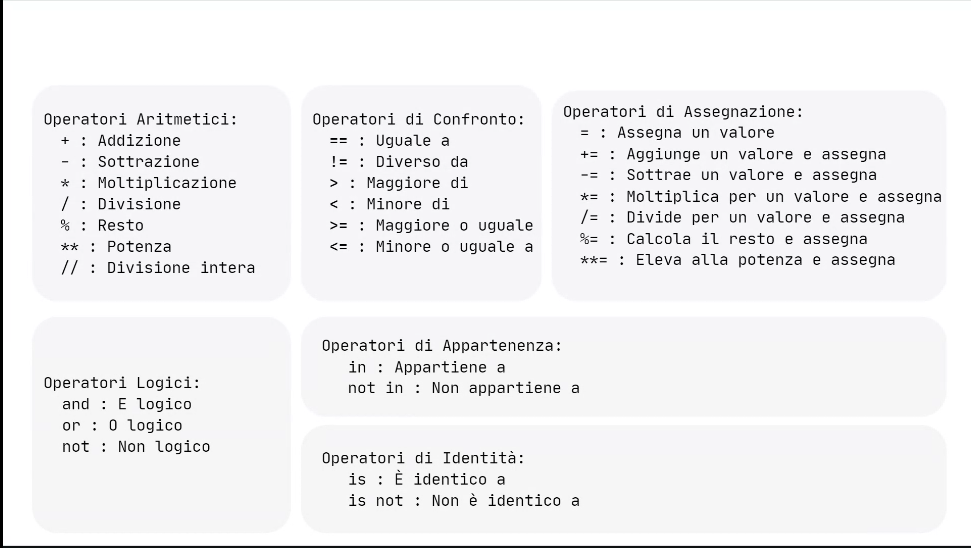 Operatori Aritmetici:
+ : Addizione
- : Sottrazione
* : Moltiplicazione
/ : Divisione
% : Resto
** : Potenza
// : Divisione intera
Operatori di Confronto:
== : Uguale a
!= : Diverso da
> : Maggiore di
< : Minore di
>= : Maggiore o uguale
<= : Minore o uguale a
Operatori di Assegnazione:
= : Assegna un valore
+= : Aggiunge un valore e assegna
-= : Sottrae un valore e assegna
*= : Moltiplica per un valore e assegna
/= : Divide per un valore e assegna
%= : Calcola il resto e assegna
**= : Eleva alla potenza e assegna
Operatori Logici:
and : E logico
or : O logico
not : Non logico
Operatori di Appartenenza:
in : Appartiene a
not in : Non appartiene a
Operatori di Identità:
is : È identico a
is not : Non è identico a